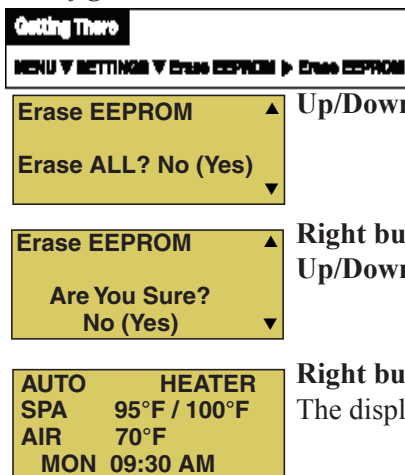 Getting There
MENU ▼ SETTINGS ▼ Erase EEPROM ▶ Erase EEPROM
Erase EEPROM ▲
Up/Down
Erase ALL? No (Yes)
▼
Erase EEPROM ▲
Right bu
Up/Down
Are You Sure?
No (Yes) ▼
AUTO HEATER
Right bu
SPA 95°F / 100°F
The displ
AIR 70°F
MON 09:30 AM